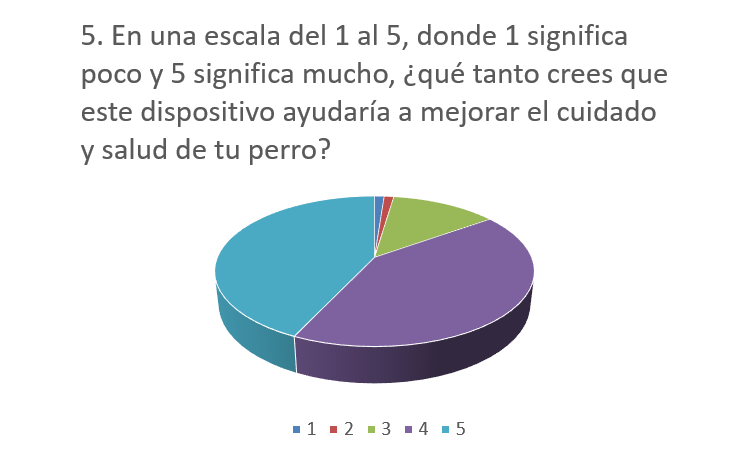 5. En una escala del 1 al 5, donde 1 significa
poco y 5 significa mucho, ¿qué tanto crees que
este dispositivo ayudaría a mejorar el cuidado
y salud de tu perro?
1 2 3 4 5